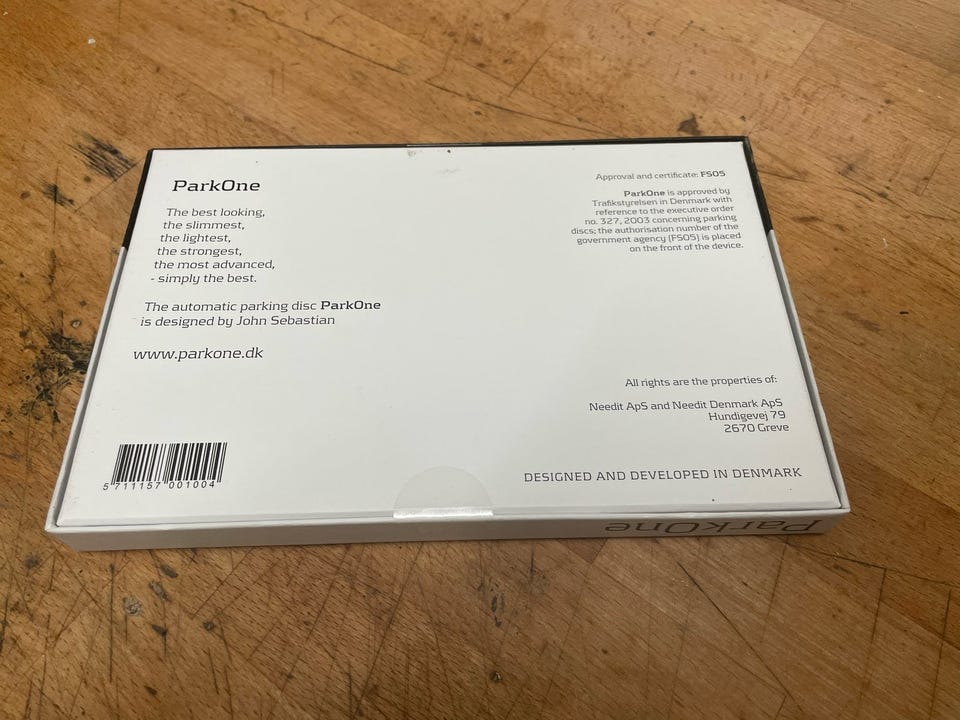 ParkOne
The best looking,
the slimmest,
the lightest,
the strongest,
the most advanced,
- simply the best.
The automatic parking disc ParkOne
is designed by John Sebastian
www.parkone.dk
5 711157 001004
Approval and certificate: FS05
ParkOne is approved by
Trafikstyrelsen in Denmark with
reference to the executive order
no. 327, 2003 concerning parking
discs; the authorisation number of the
government agency (FS05) is placed
on the front of the device.
All rights are the properties of:
Needit ApS and Needit Denmark ApS
Hundigevej 79
2670 Greve
DESIGNED AND DEVELOPED IN DENMARK
ParkOne